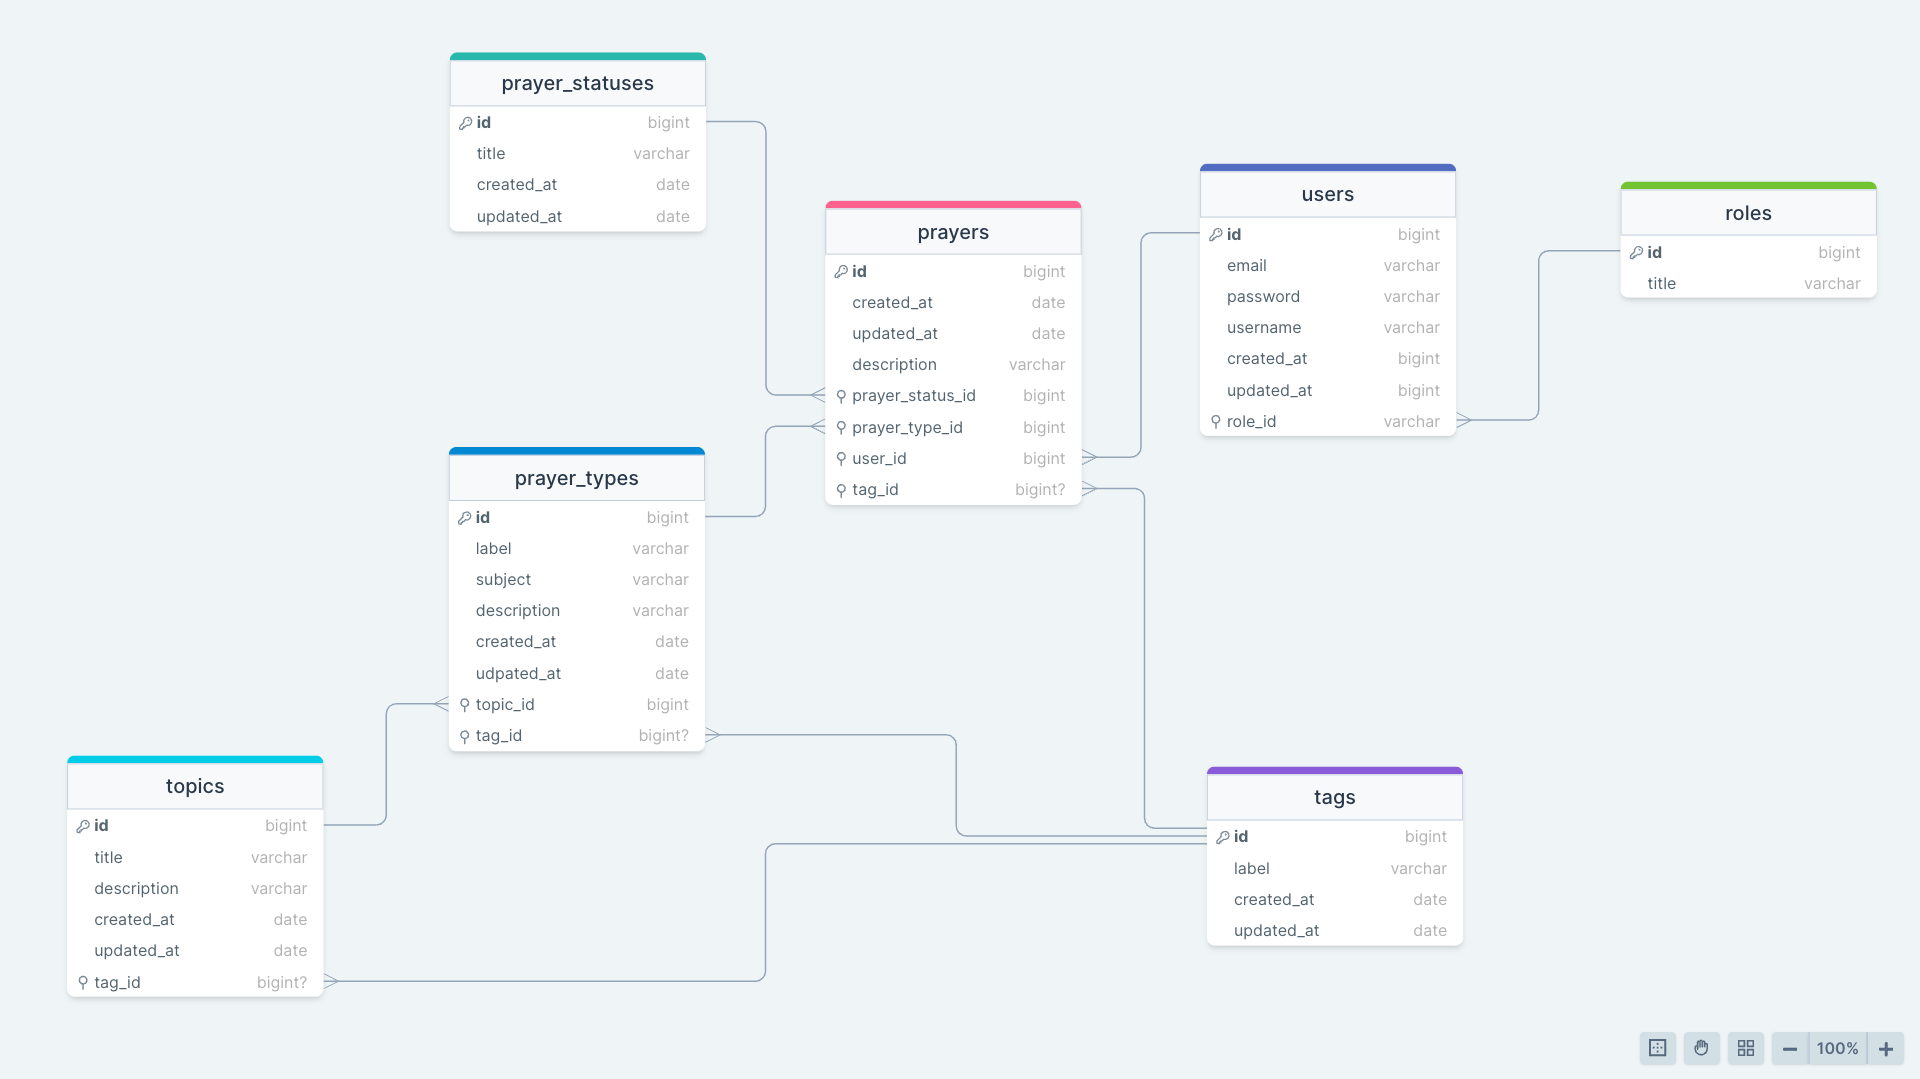 prayer_statuses
id bigint
title varchar
created_at date
updated_at date
prayers
id bigint
created_at date
updated_at date
description varchar
prayer_status_id bigint
prayer_type_id bigint
user_id bigint
tag_id bigint?
users
id bigint
email varchar
password varchar
username varchar
created_at bigint
updated_at bigint
role_id varchar
roles
id bigint
title varchar
prayer_types
id bigint
label varchar
subject varchar
description varchar
created_at date
udpated_at date
topic_id bigint
tag_id bigint?
topics
id bigint
title varchar
description varchar
created_at date
updated_at date
tag_id bigint?
tags
id bigint
label varchar
created_at date
updated_at date
100%